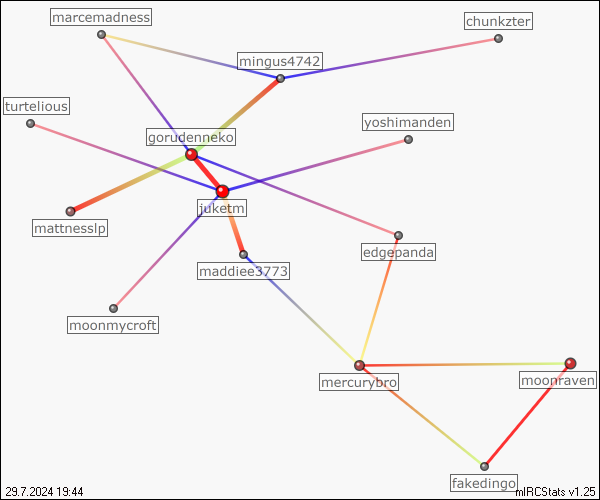 marcemadness
chunkzter
mingus4742
turtelious
yoshimanden
gorudenneko
juketm
mattnesslp
edgepanda
maddiee3773
moonmycroft
mercurybro
moonraven
fakedingo
29.7.2024 19:44
mIRCStats v1.25